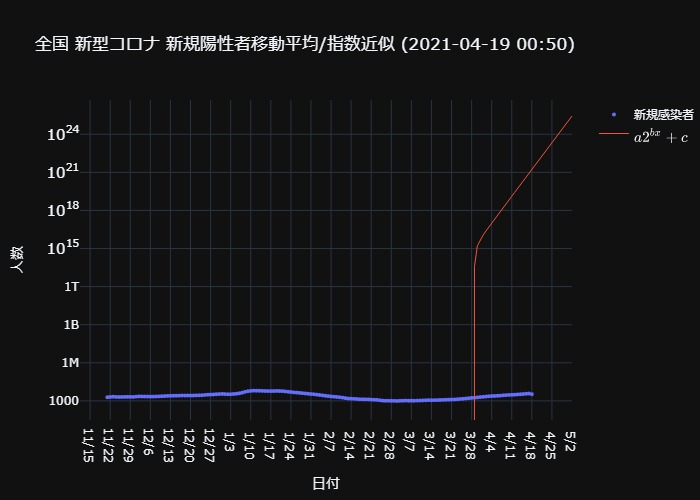 全国 新型コロナ 新規陽性者移動平均/指数近似 (2021-04-19 00:50)
新規感染者
a2^{bx} + c
10^{24}
10^{21}
10^{18}
10^{15}
1T
1B
1M
1000
人数
11/15 11/22 11/29 12/6 12/13 12/20 12/27 1/3 1/10 1/17 1/24 1/31 2/7 2/14 2/21 2/28 3/7 3/14 3/21 3/28 4/4 4/11 4/18 4/25 5/2
日付